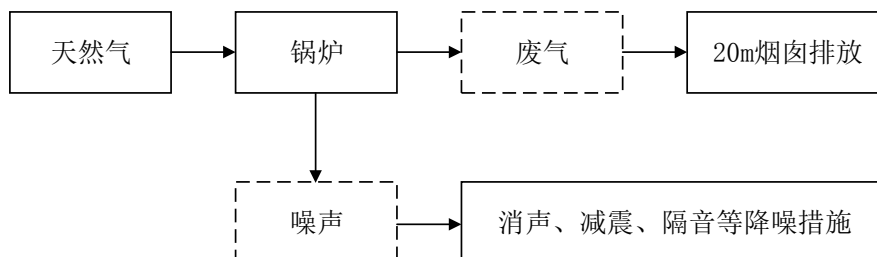 天然气
锅炉
废气
20m烟囱排放
噪声
消声、减震、隔音等降噪措施